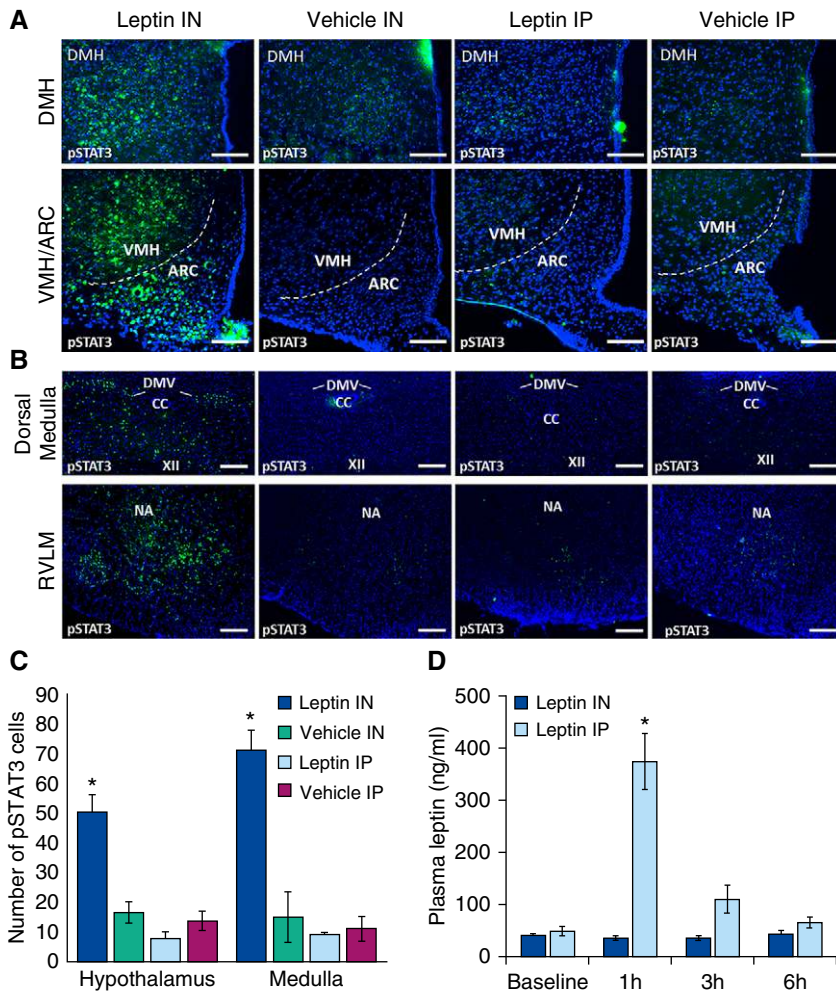 A
Leptin IN
Vehicle IN
Leptin IP
Vehicle IP
DMH
DMH
DMH
DMH
DMH
pSTAT3
pSTAT3
pSTAT3
pSTAT3
VMH/ARC
VMH
VMH
VMH
VMH
ARC
ARC
ARC
ARC
pSTAT3
pSTAT3
pSTAT3
pSTAT3
B
Dorsal
Medulla
DMV
DMV
DMV
DMV
CC
CC
CC
CC
pSTAT3
XII
pSTAT3
XII
pSTAT3
XII
pSTAT3
XII
RVLM
NA
NA
NA
NA
pSTAT3
pSTAT3
pSTAT3
pSTAT3
C
Number of pSTAT3 cells
90
80
70
60
50
40
30
20
10
0
*
*
Leptin IN
Vehicle IN
Leptin IP
Vehicle IP
Hypothalamus
Medulla
D
Plasma leptin (ng/ml)
500
400
300
200
100
0
Leptin IN
Leptin IP
*
Baseline
1h
3h
6h